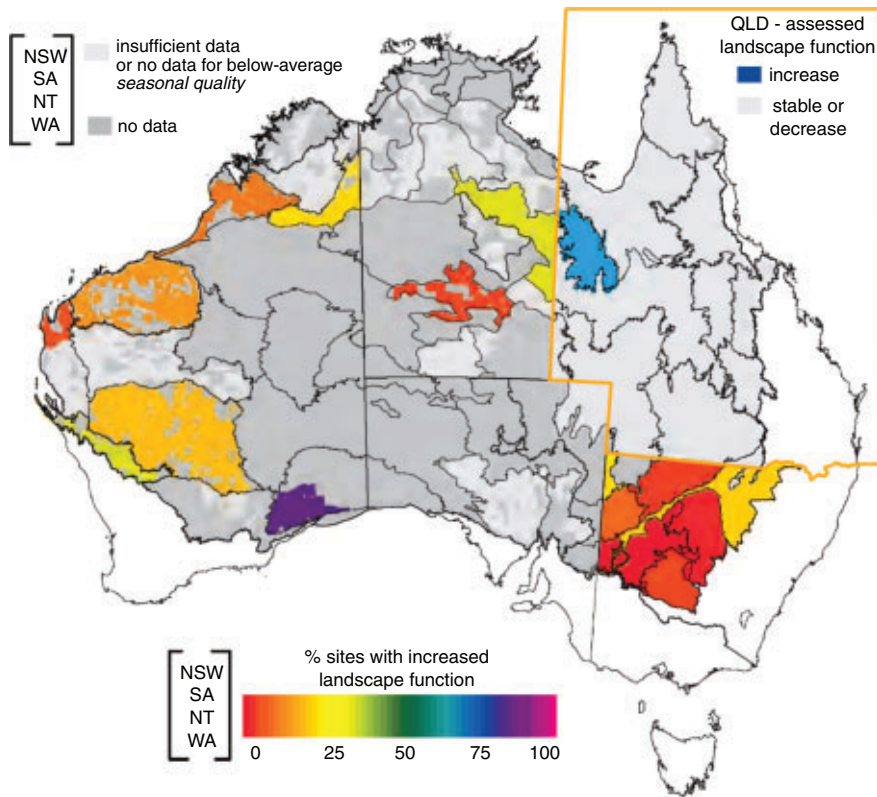 NSW
SA
NT
WA
insufficient data
or no data for below-average
seasonal quality
no data
QLD - assessed
landscape function
increase
stable or
decrease
NSW
SA
NT
WA
% sites with increased
landscape function
0 25 50 75 100